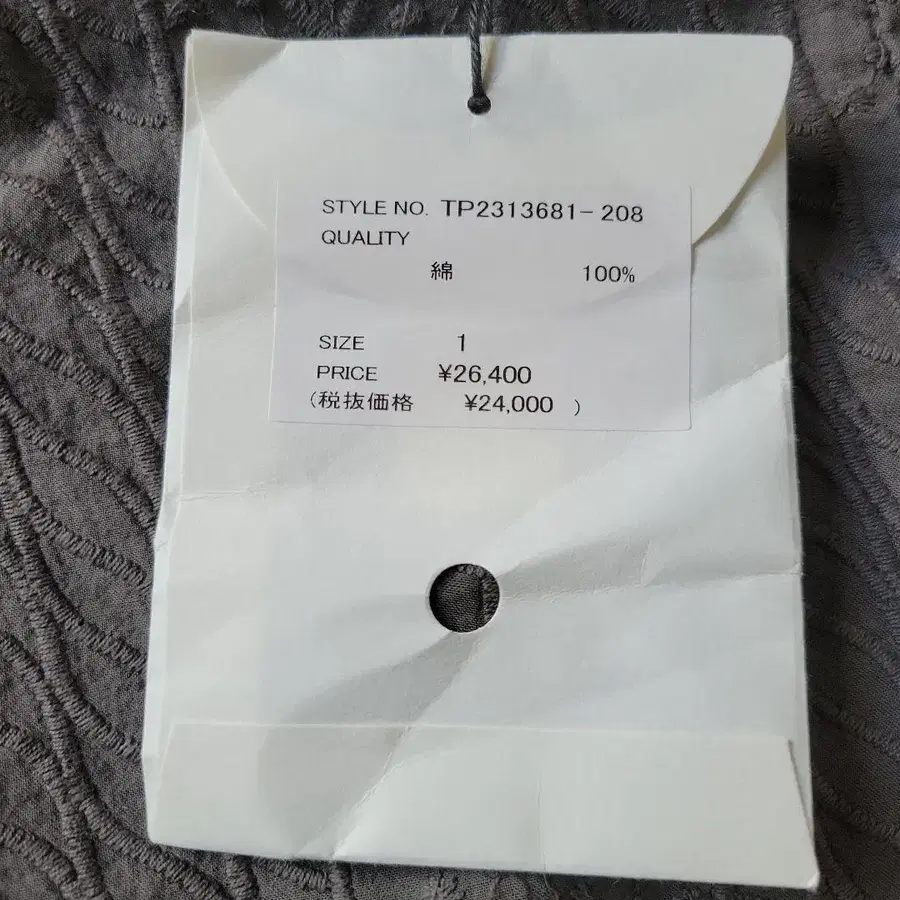 STYLE NO. TP2313681-208
QUALITY
綿 100%
SIZE 1
PRICE ¥26,400
(税抜価格 ¥24,000 )